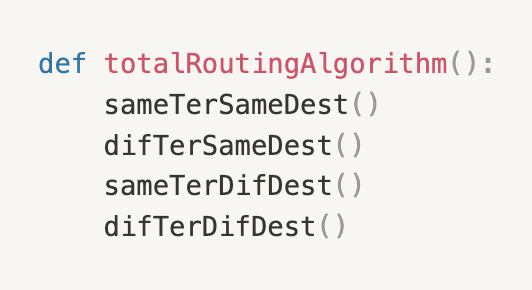 def totalRoutingAlgorithm():
    sameTerSameDest()
    difTerSameDest()
    sameTerDifDest()
    difTerDifDest()